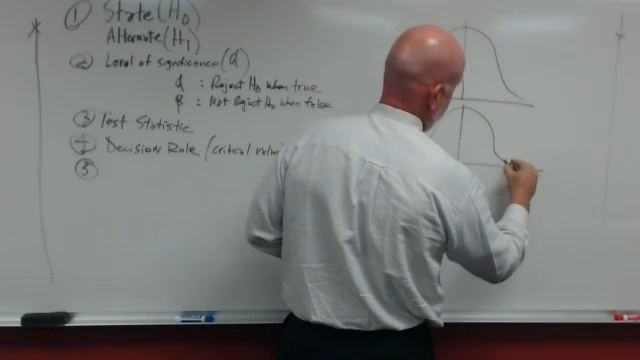 ① State (H₀)
Alternate (H₁)
② Level of significance (α)
α : Reject H₀ when true
β : Not Reject H₀ when false
③ Test Statistic
④ Decision Rule (critical value
⑤